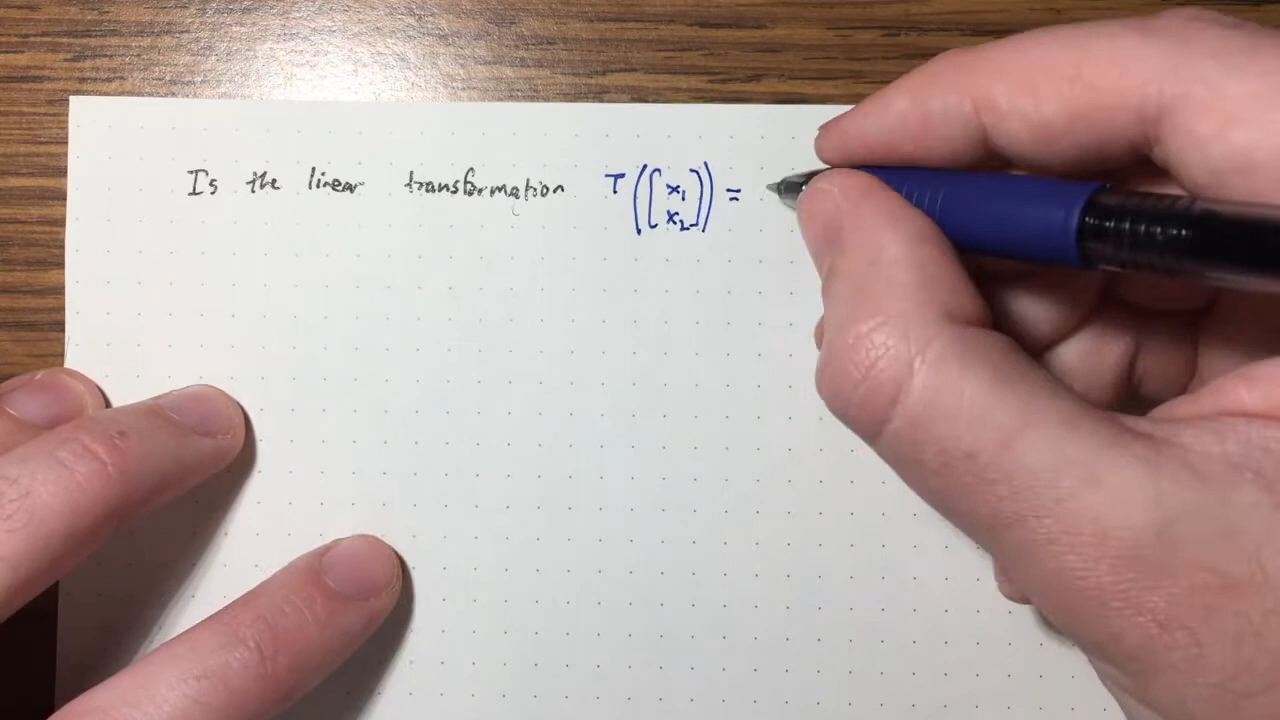 Is the linear transformation T([x₁ x₂]) =